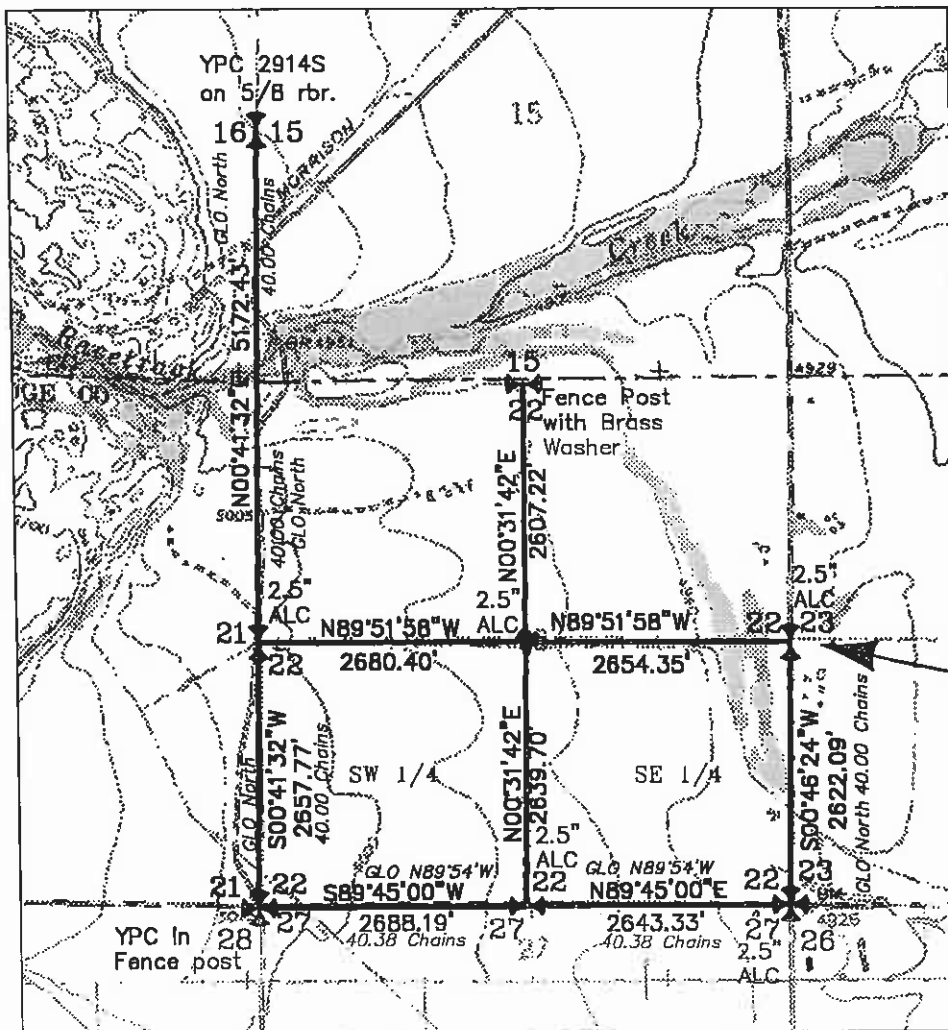 YPC 2914S
on 5/8 rbr.
16 15
15
MORRISON
GLO North
40.00 Chains
N00°41'32"E 5172.43'
Creek
4929
15
22 22
Fence Post
with Brass
Washer
N00°31'42"E
2607.22'
5005
40.00 Chains
GLO North
2.5"
ALC
21
22
N89°51'58"W
2680.40'
2.5"
ALC
N89°51'58"W
2654.35'
2.5"
ALC
22 23
S00°41'32"W
2657.77'
40.00 Chains
GLO North
SW 1/4
N00°31'42"E
2639.70'
SE 1/4
S00°46'24"W
2622.09'
GLO North 40.00 Chains
2.5"
ALC
21 22
GLO N89°54'W
S89°45'00"W
2688.19'
40.38 Chains
22
GLO N89°54'W
N89°45'00"E
2643.33'
40.38 Chains
22 23
28 27
27
27 26
YPC in
Fence post
2.5"
ALC